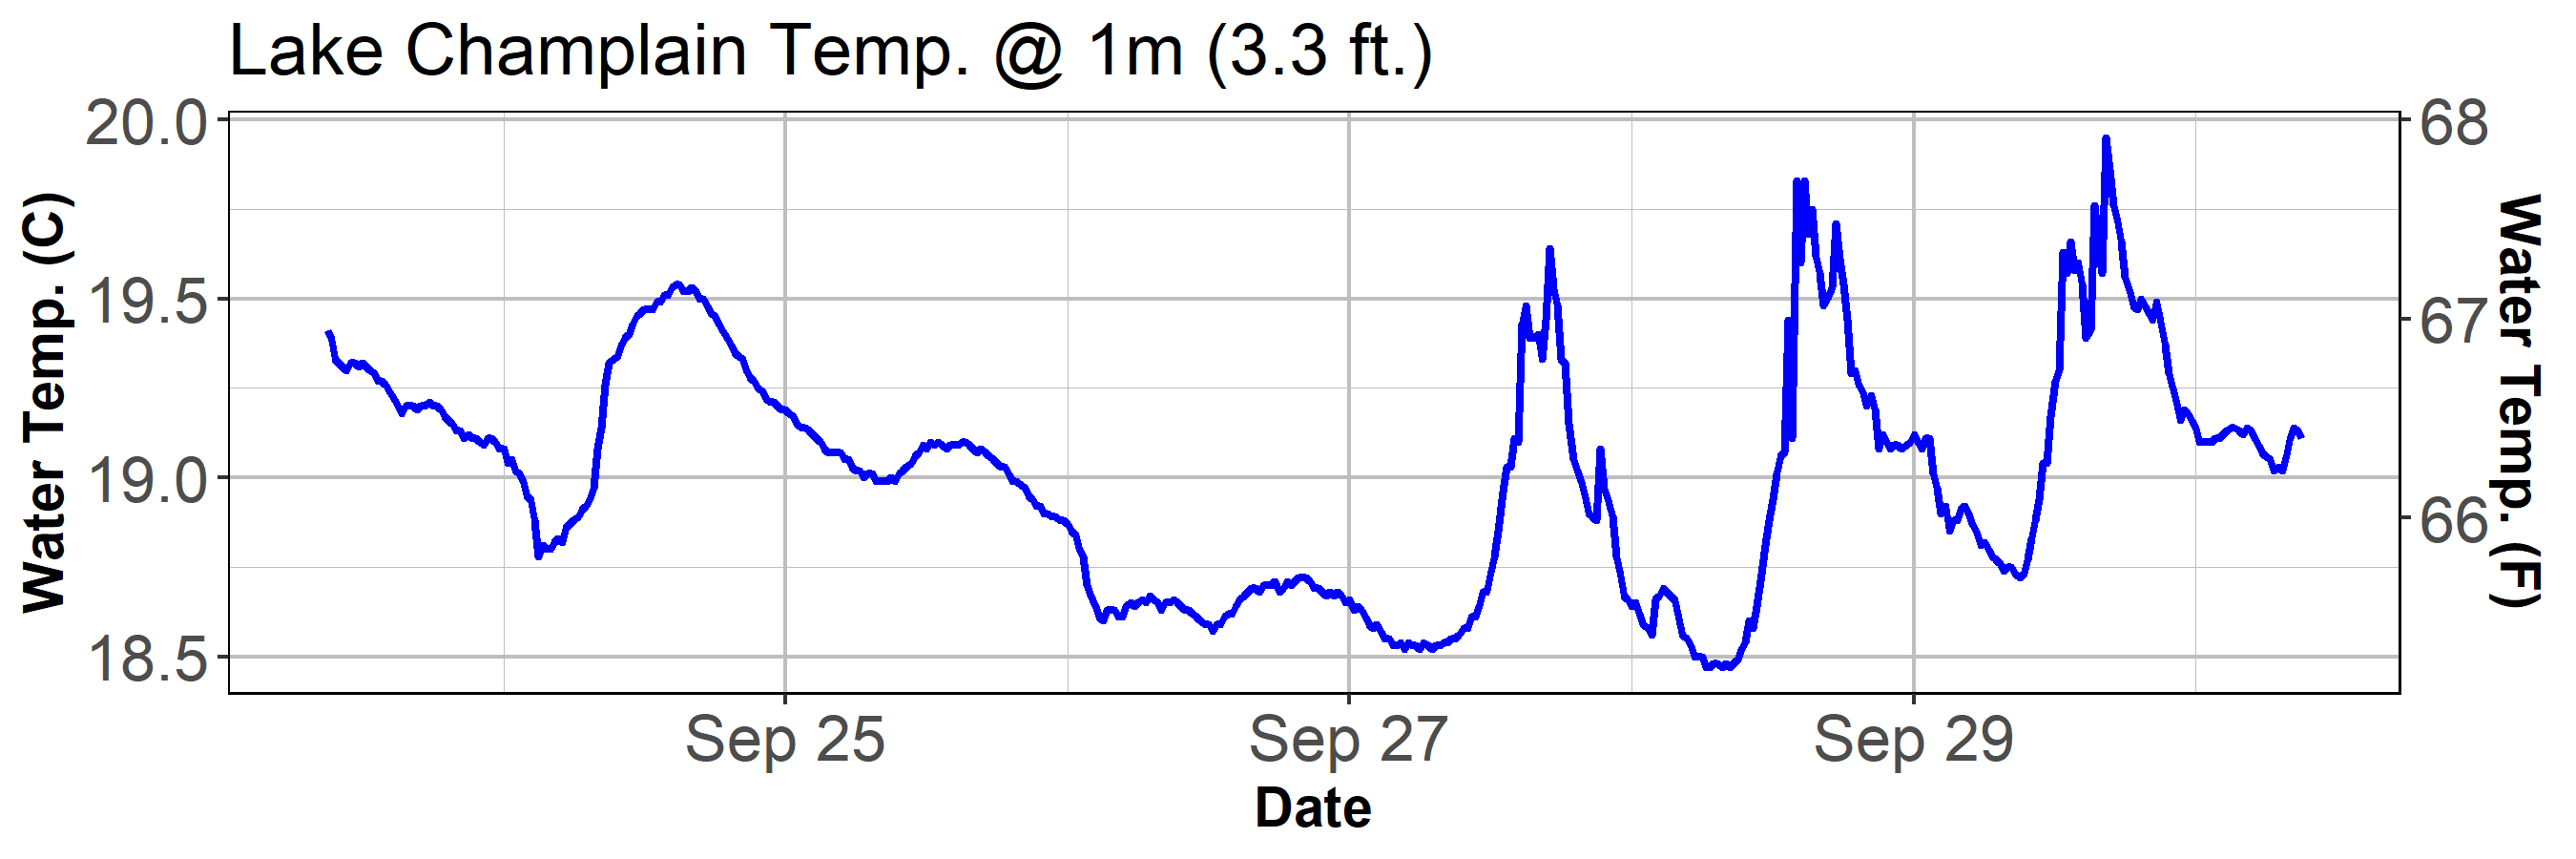 Lake Champlain Temp. @ 1m (3.3 ft.)
Water Temp. (C)
20.0
19.5
19.0
18.5
68
67
66
Water Temp. (F)
Sep 25 Sep 27 Sep 29
Date